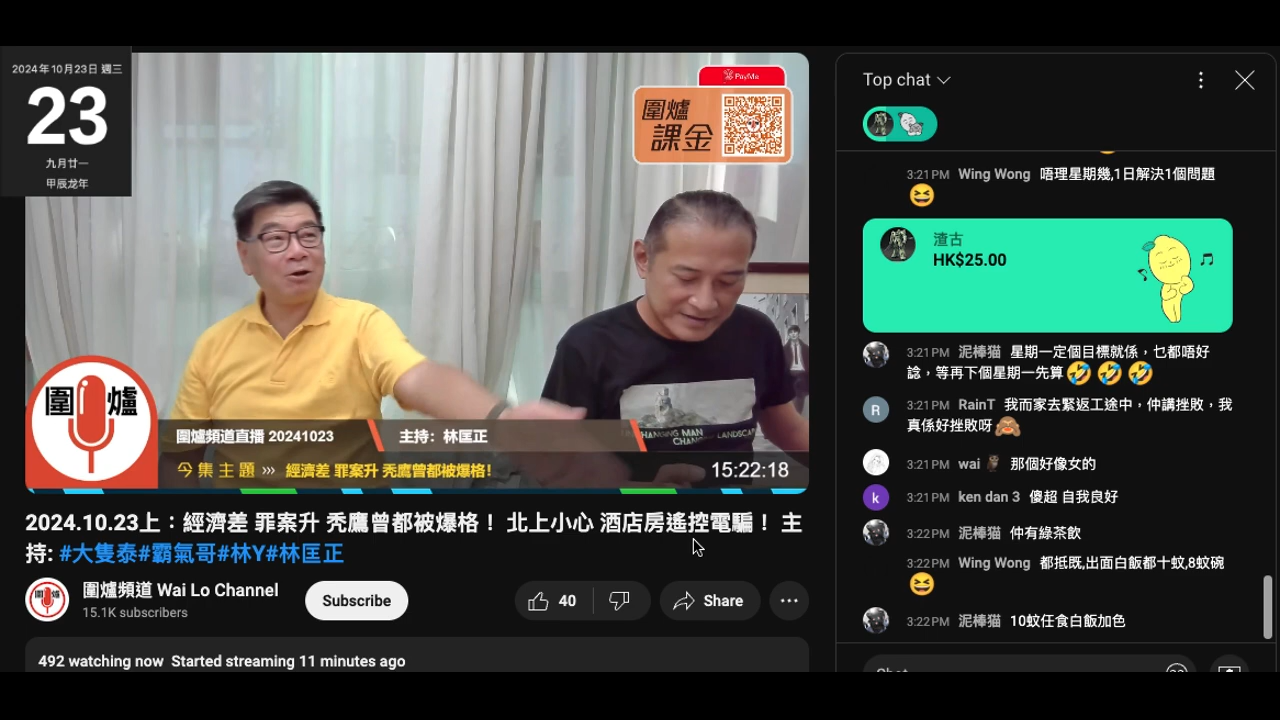 2024年10月23日 週三
23
九月廿一
甲辰龙年
PayMe
圍爐
課金
圍爐
圍爐頻道直播 20241023
主持：林匡正
今集主題 »» 經濟差 罪案升 禿鷹曾都被爆格！
15:22:18
HANGING MAN
CHANG
LANDSCAPE
2024.10.23上：經濟差 罪案升 禿鷹曾都被爆格！ 北上小心 酒店房遙控電騙！ 主
持: #大隻泰#霸氣哥#林Y#林匡正
圍爐頻道 Wai Lo Channel
15.1K subscribers
Subscribe
40
Share
492 watching now Started streaming 11 minutes ago
Top chat
3:21 PM Wing Wong 唔理星期幾,1日解決1個問題
😆
渣古
HK$25.00
3:21 PM 泥棒猫 星期一定個目標就係，乜都唔好
諗，等再下個星期一先算🤣🤣🤣
R
3:21 PM RainT 我而家去緊返工途中，仲講挫敗，我
真係好挫敗呀🙈
3:21 PM wai 那個好像女的
k
3:21 PM ken dan 3 傻超 自我良好
3:22 PM 泥棒猫 仲有綠茶飲
3:22 PM Wing Wong 都抵既,出面白飯都十蚊,8蚊碗
😆
3:22 PM 泥棒猫 10蚊任食白飯加色